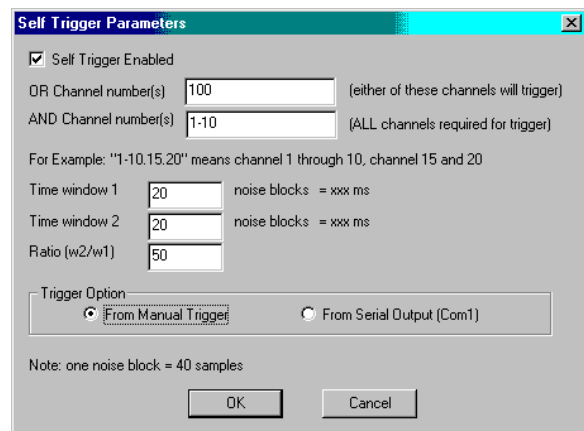 Self Trigger Parameters
Self Trigger Enabled
OR Channel number(s) 100 (either of these channels will trigger)
AND Channel number(s) 1-10 (ALL channels required for trigger)
For Example: "1-10.15.20" means channel 1 through 10, channel 15 and 20
Time window 1 20 noise blocks = xxx ms
Time window 2 20 noise blocks = xxx ms
Ratio (w2/w1) 50
Trigger Option
From Manual Trigger From Serial Output (Com1)
Note: one noise block = 40 samples
OK Cancel